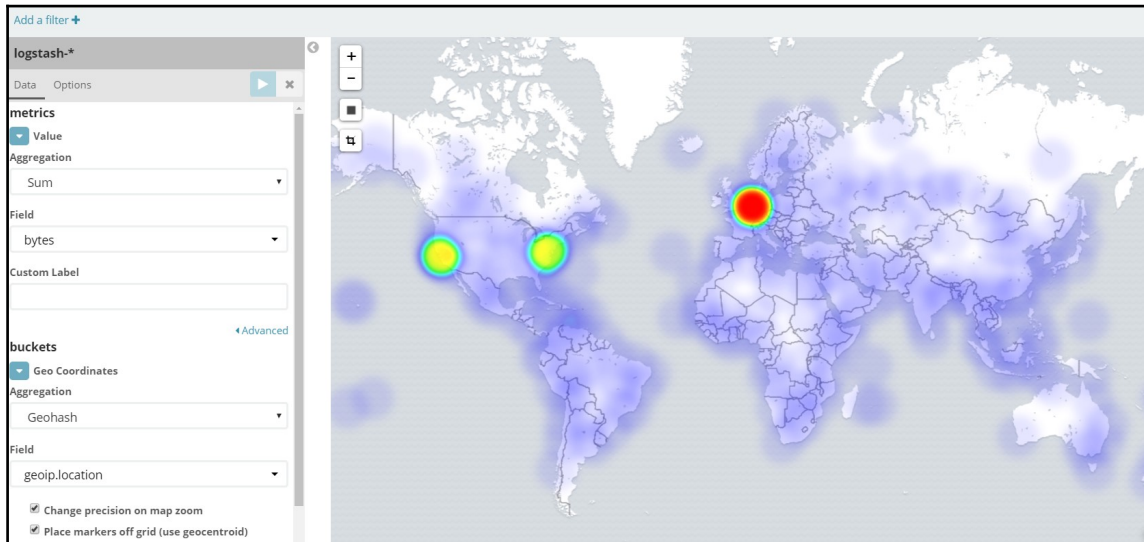 Add a filter +
logstash-*
Data Options
metrics
Value
Aggregation
Sum
Field
bytes
Custom Label
Advanced
buckets
Geo Coordinates
Aggregation
Geohash
Field
geoip.location
Change precision on map zoom
Place markers off grid (use geocentroid)